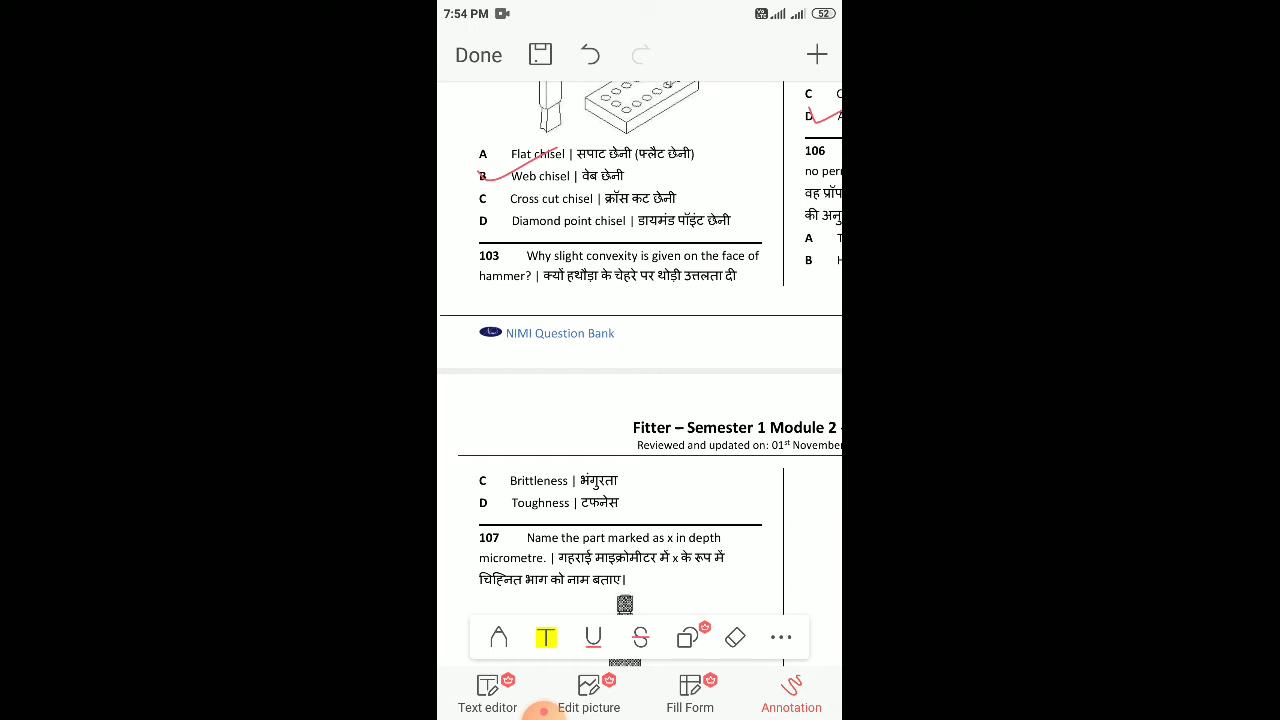 7:54 PM
Vo LTE
52
Done
A Flat chisel | सपाट छेनी (फ्लैट छेनी)
B Web chisel | वेब छेनी
C Cross cut chisel | क्रॉस कट छेनी
D Diamond point chisel | डायमंड पॉइंट छेनी
103 Why slight convexity is given on the face of
hammer? | क्यों हथौड़ा के चेहरे पर थोड़ी उत्तलता दी
C
D
106
no per
वह प्रॉप
की अनु
A
B
NIMI Question Bank
Fitter – Semester 1 Module 2 -
Reviewed and updated on: 01st November
C Brittleness | भंगुरता
D Toughness | टफनेस
107 Name the part marked as x in depth
micrometre. | गहराई माइक्रोमीटर में x के रूप में
चिह्नित भाग को नाम बताए|
Text editor
Edit picture
Fill Form
Annotation